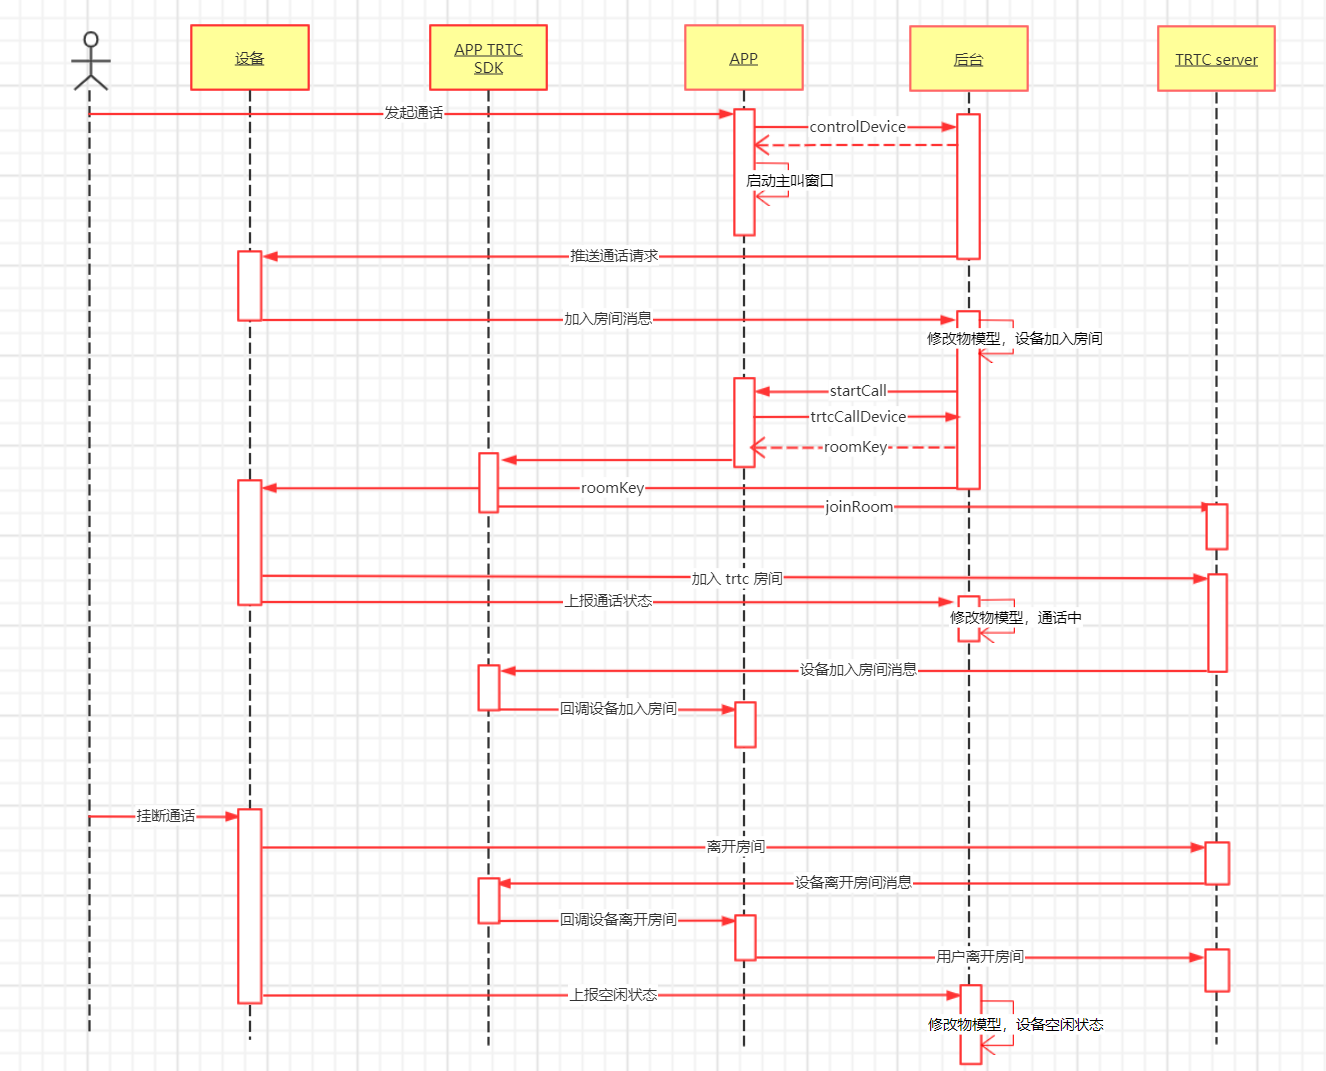 设备
APP TRTC
SDK
APP
后台
TRTC server
发起通话
controlDevice
启动主叫窗口
推送通话请求
加入房间消息
修改物模型，设备加入房间
startCall
trtcCallDevice
roomKey
roomKey
joinRoom
加入 trtc 房间
上报通话状态
修改物模型，通话中
设备加入房间消息
回调设备加入房间
挂断通话
离开房间
设备离开房间消息
回调设备离开房间
用户离开房间
上报空闲状态
修改物模型，设备空闲状态